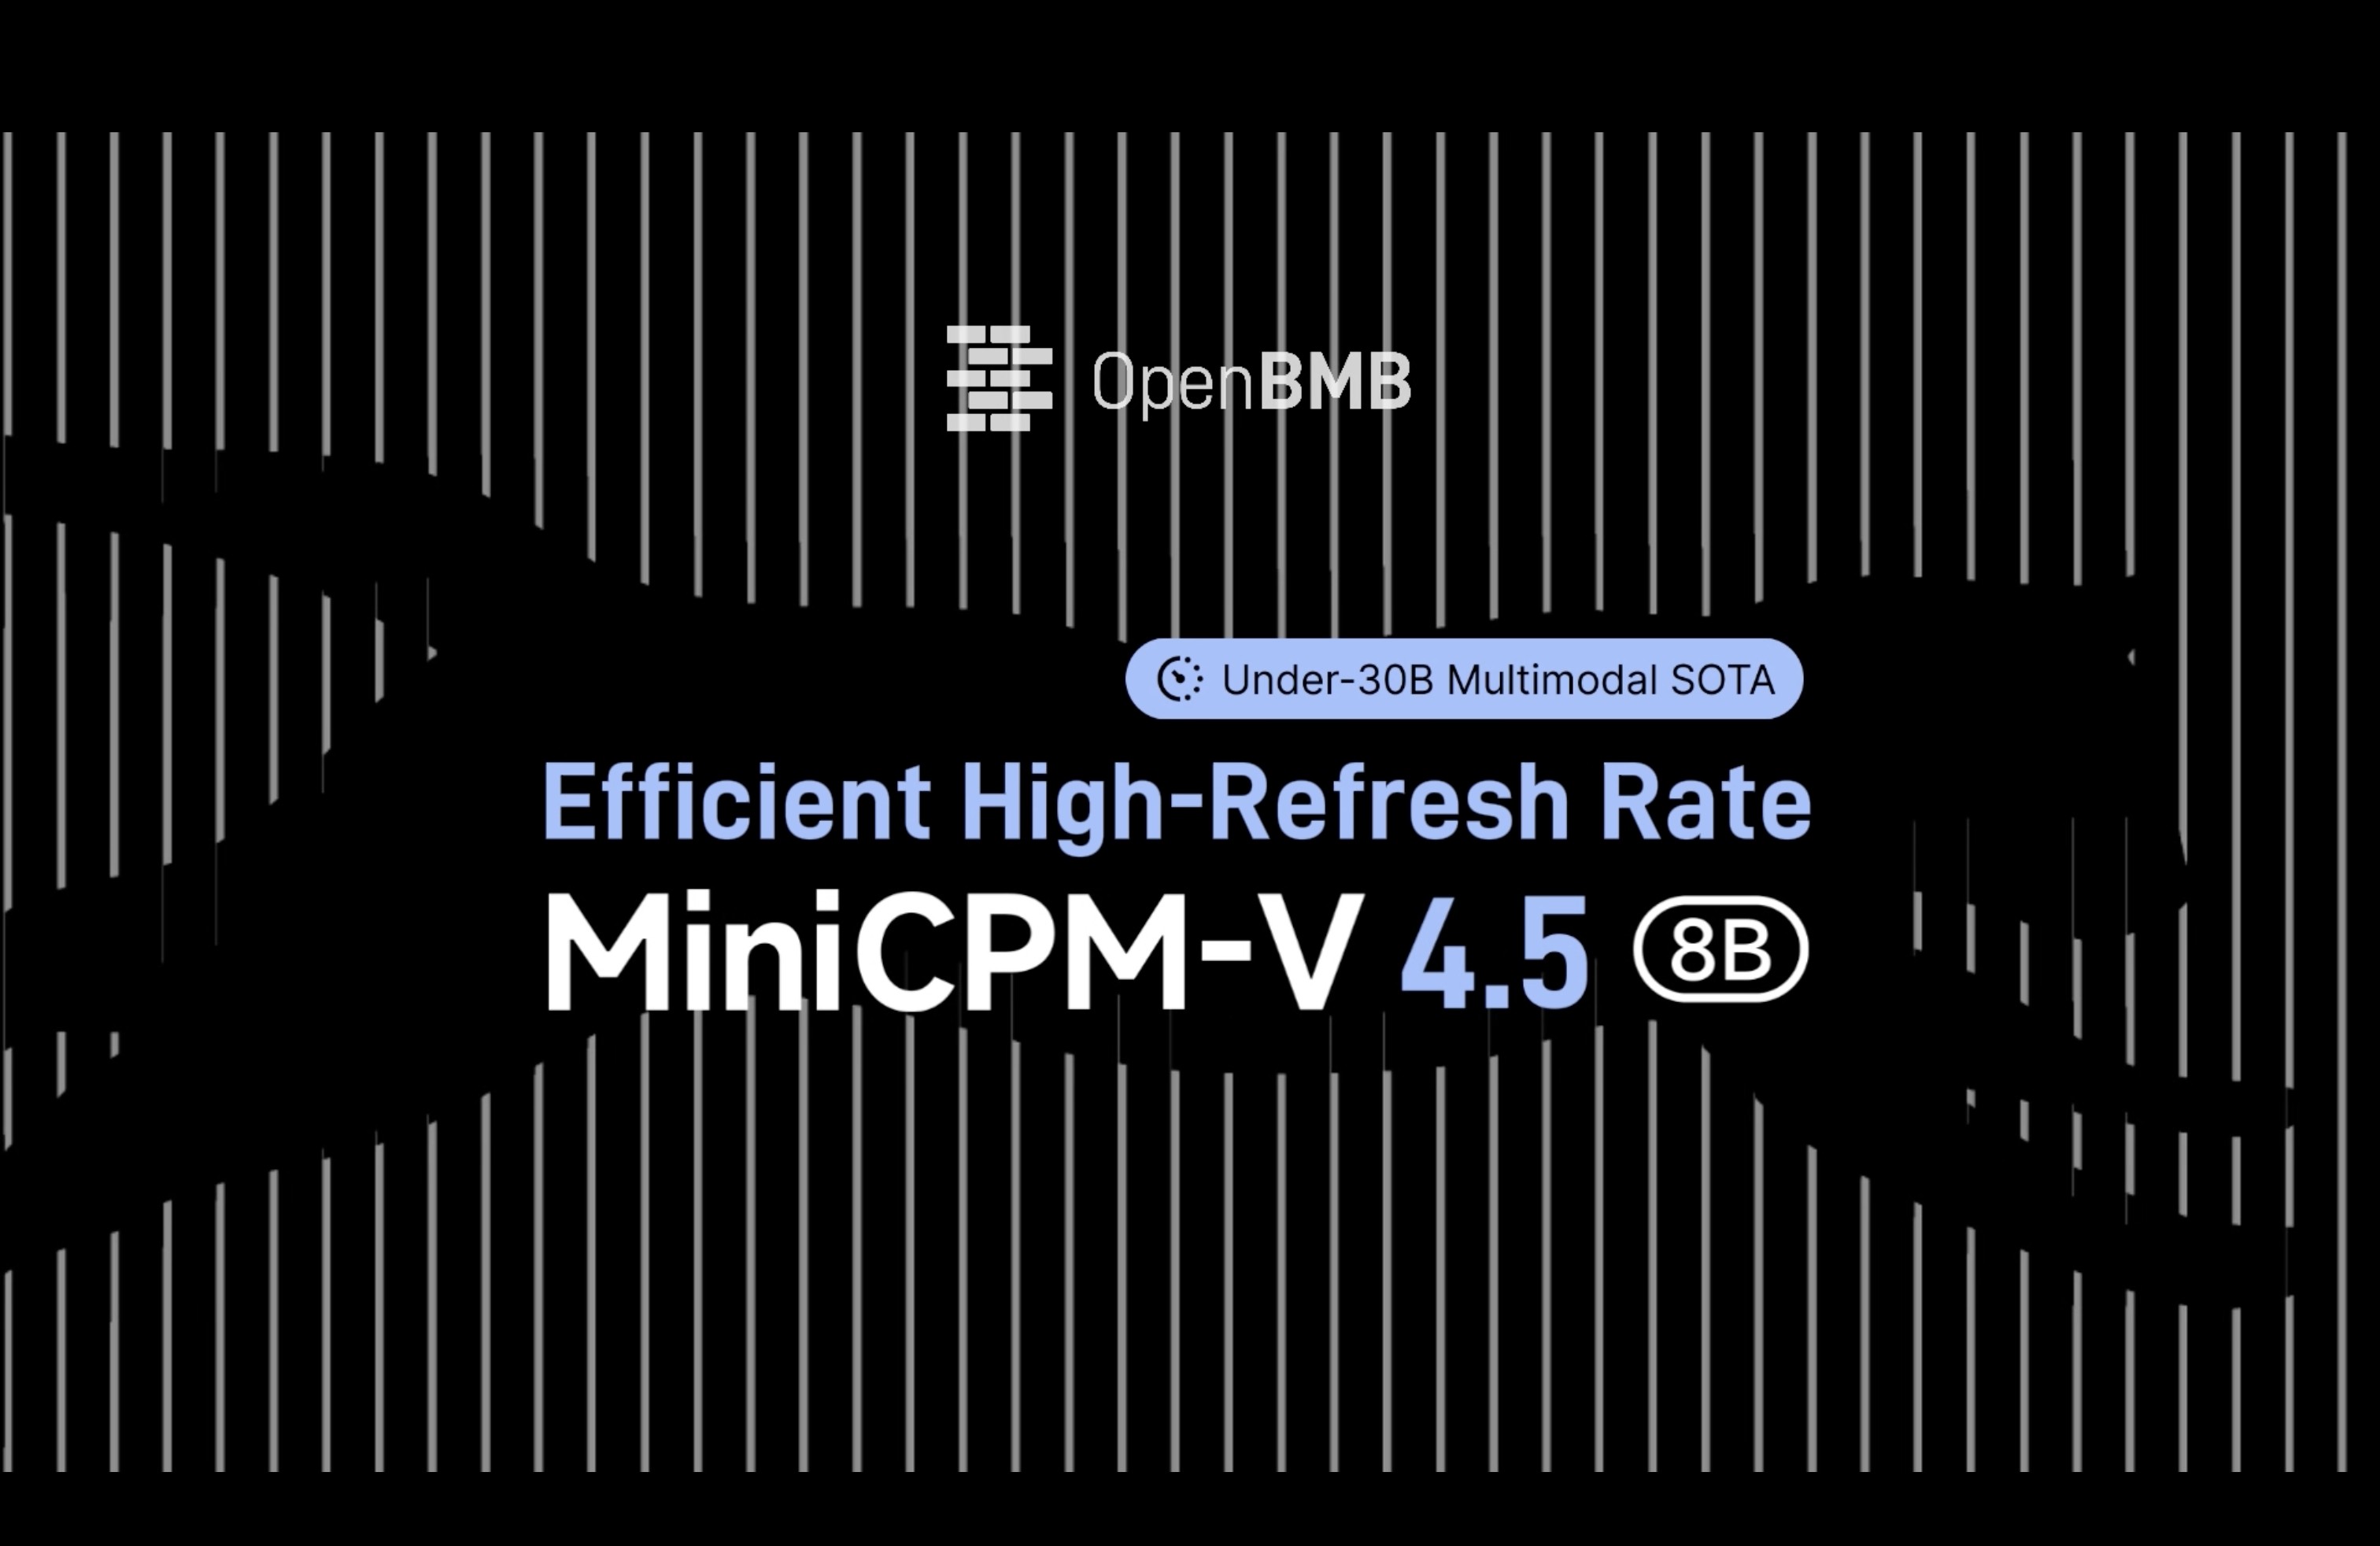 OpenBMB
Under-30B Multimodal SOTA
Efficient High-Refresh Rate
MiniCPM-V 4.5 8B